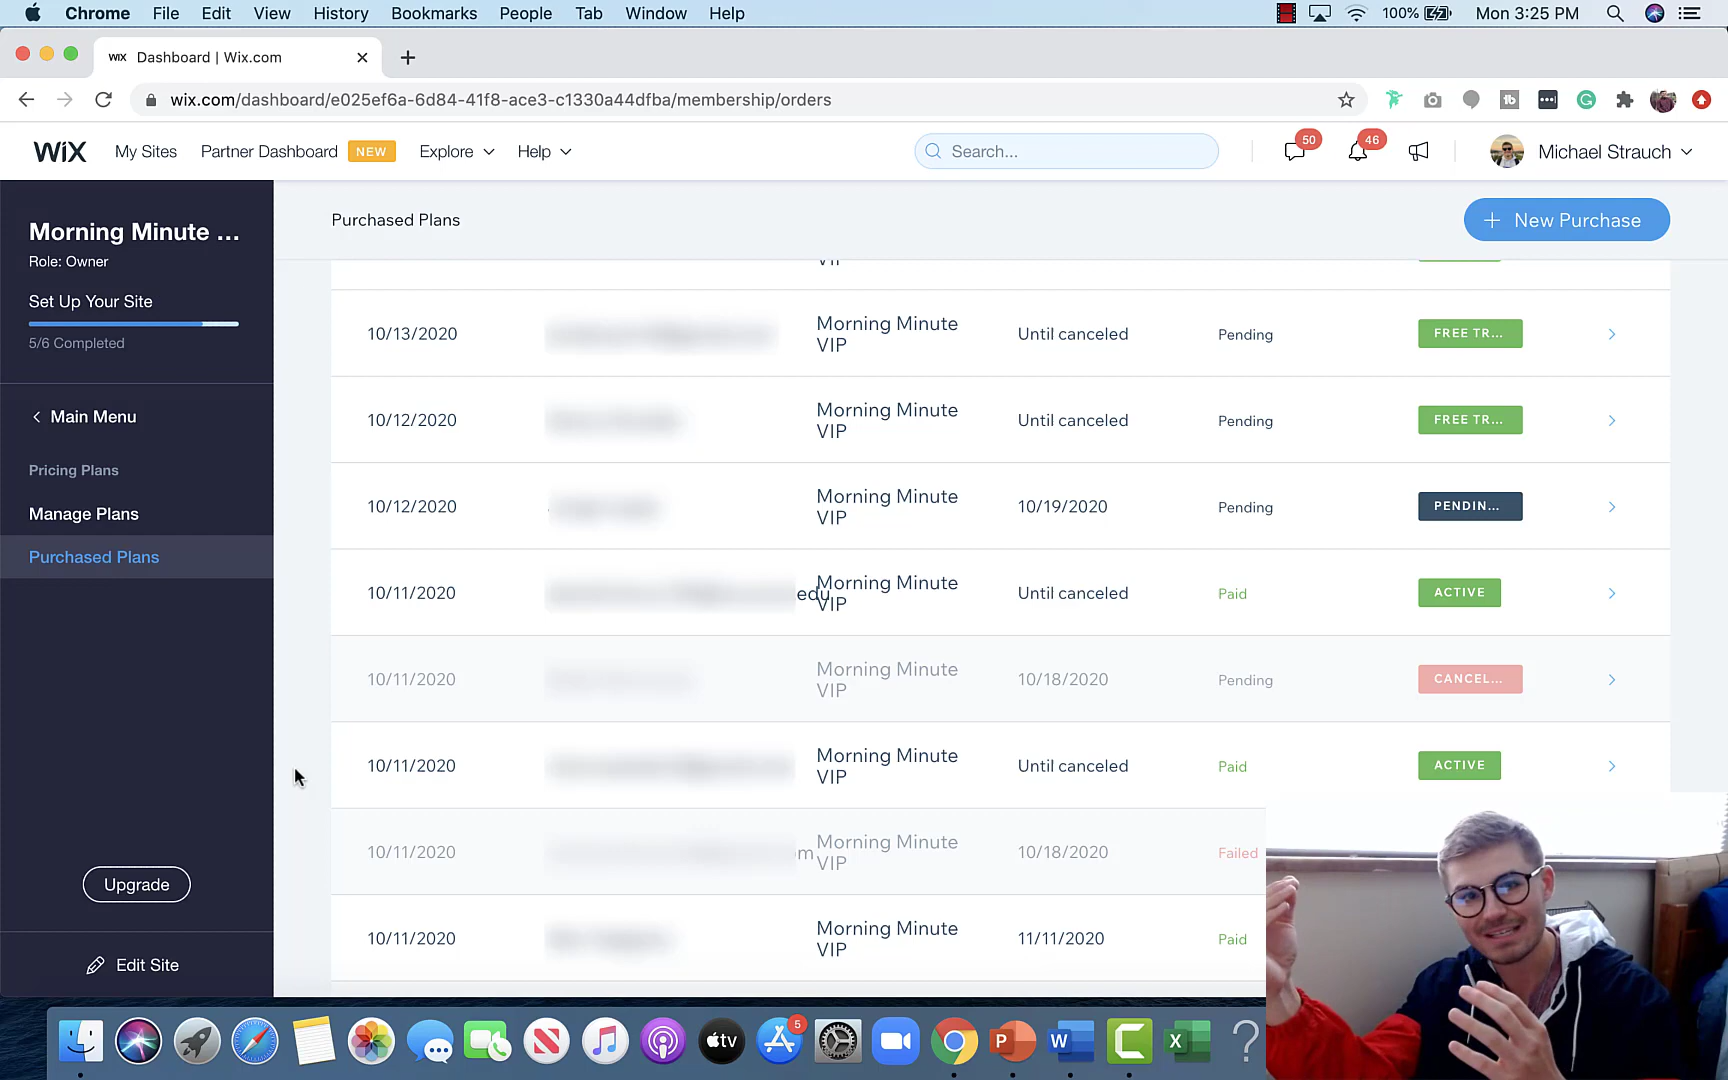 Chrome File Edit View History Bookmarks People Tab Window Help 100% Mon 3:25 PM
WiX Dashboard | Wix.com
wix.com/dashboard/e025ef6a-6d84-41f8-ace3-c1330a44dfba/membership/orders
WiX My Sites Partner Dashboard NEW Explore Help Search... 50 46 Michael Strauch
Morning Minute ...
Role: Owner
Set Up Your Site
5/6 Completed
Main Menu
Pricing Plans
Manage Plans
Purchased Plans
Upgrade
Edit Site
Purchased Plans
+ New Purchase
VIP
10/13/2020 Morning Minute VIP Until canceled Pending FREE TR...
10/12/2020 Morning Minute VIP Until canceled Pending FREE TR...
10/12/2020 Morning Minute VIP 10/19/2020 Pending PENDIN...
10/11/2020 edu Morning Minute VIP Until canceled Paid ACTIVE
10/11/2020 Morning Minute VIP 10/18/2020 Pending CANCEL...
10/11/2020 Morning Minute VIP Until canceled Paid ACTIVE
10/11/2020 om Morning Minute VIP 10/18/2020 Failed
10/11/2020 Morning Minute VIP 11/11/2020 Paid
tv 5 P W C X ?